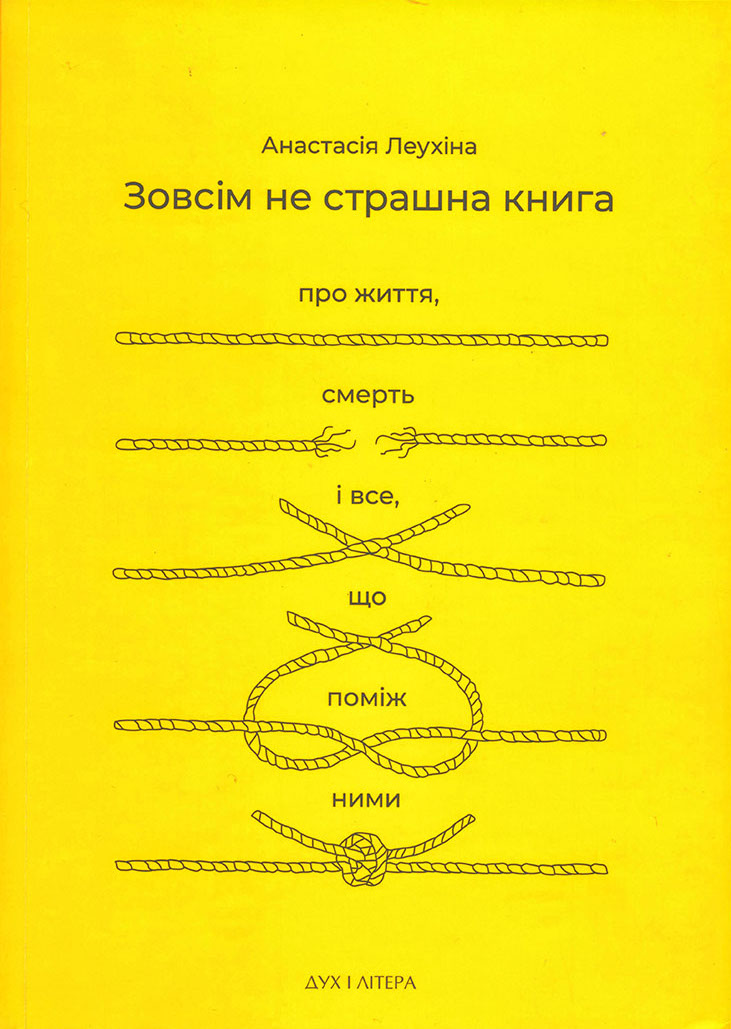 Анастасія Леухіна
Зовсім не страшна книга
про життя,
смерть
і все,
що
поміж
ними
ДУХ І ЛІТЕРА